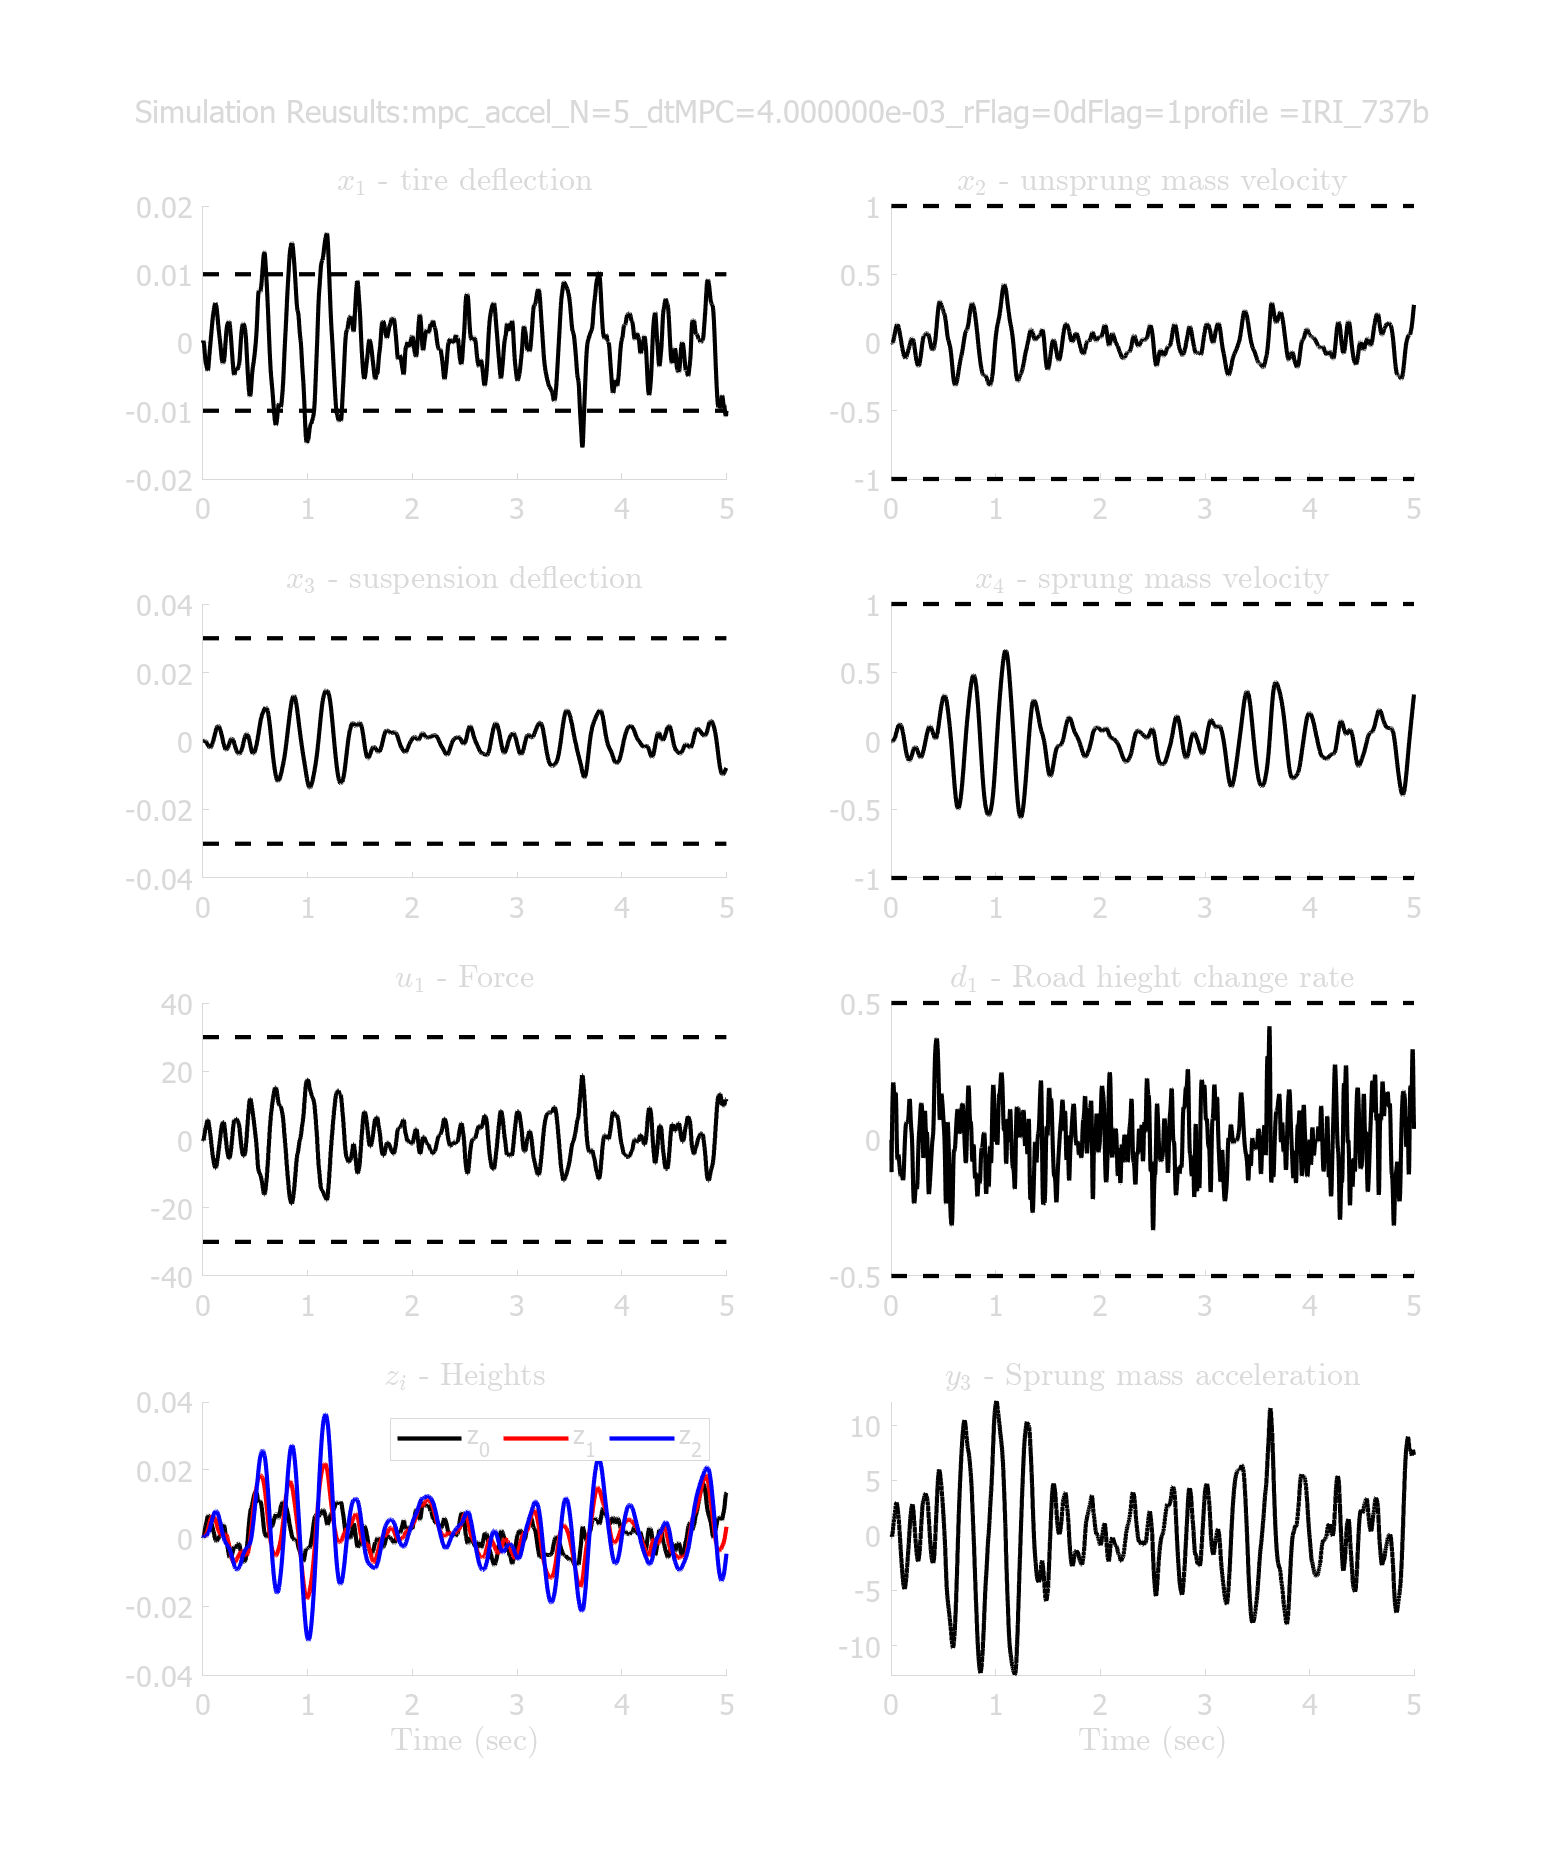 Simulation Reusults:mpc_accel_N=5_dtMPC=4.000000e-03_rFlag=0dFlag=1profile =IRI_737b
x₁ - tire deflection
0.02
0.01
0
-0.01
-0.02
0 1 2 3 4 5
x₂ - unsprung mass velocity
1
0.5
0
-0.5
-1
0 1 2 3 4 5
x₃ - suspension deflection
0.04
0.02
0
-0.02
-0.04
0 1 2 3 4 5
x₄ - sprung mass velocity
1
0.5
0
-0.5
-1
0 1 2 3 4 5
u₁ - Force
40
20
0
-20
-40
0 1 2 3 4 5
d₁ - Road hieght change rate
0.5
0
-0.5
0 1 2 3 4 5
zᵢ - Heights
z₀ z₁ z₂
0.04
0.02
0
-0.02
-0.04
0 1 2 3 4 5
Time (sec)
y₃ - Sprung mass acceleration
10
5
0
-5
-10
0 1 2 3 4 5
Time (sec)